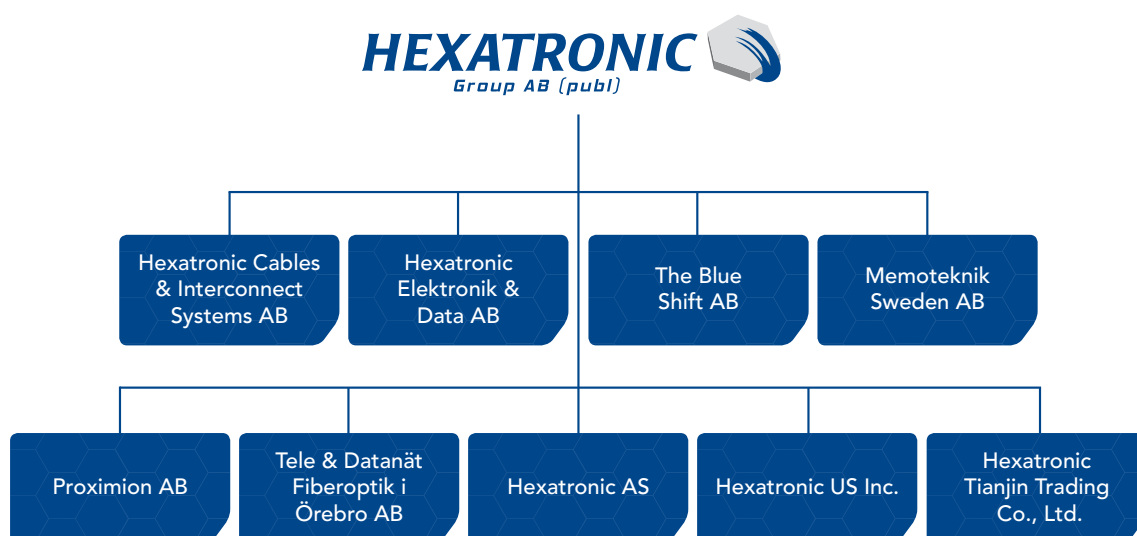 HEXATRONIC
Group AB (publ)
Hexatronic Cables
& Interconnect
Systems AB
Hexatronic
Elektronik &
Data AB
The Blue
Shift AB
Memoteknik
Sweden AB
Proximion AB
Tele & Datanät
Fiberoptik i
Örebro AB
Hexatronic AS
Hexatronic US Inc.
Hexatronic
Tianjin Trading
Co., Ltd.